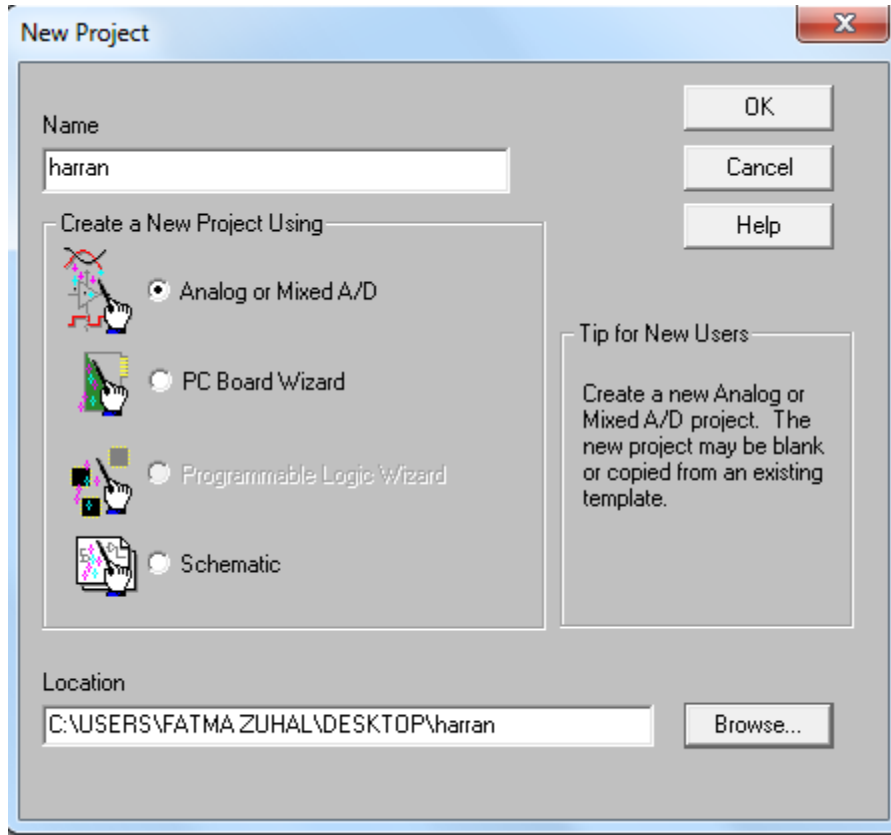 New Project
Name
harran
OK
Cancel
Help
Create a New Project Using
Analog or Mixed A/D
PC Board Wizard
Programmable Logic Wizard
Schematic
Tip for New Users
Create a new Analog or
Mixed A/D project. The
new project may be blank
or copied from an existing
template.
Location
C:\USERS\FATMA ZUHAL\DESKTOP\harran
Browse...